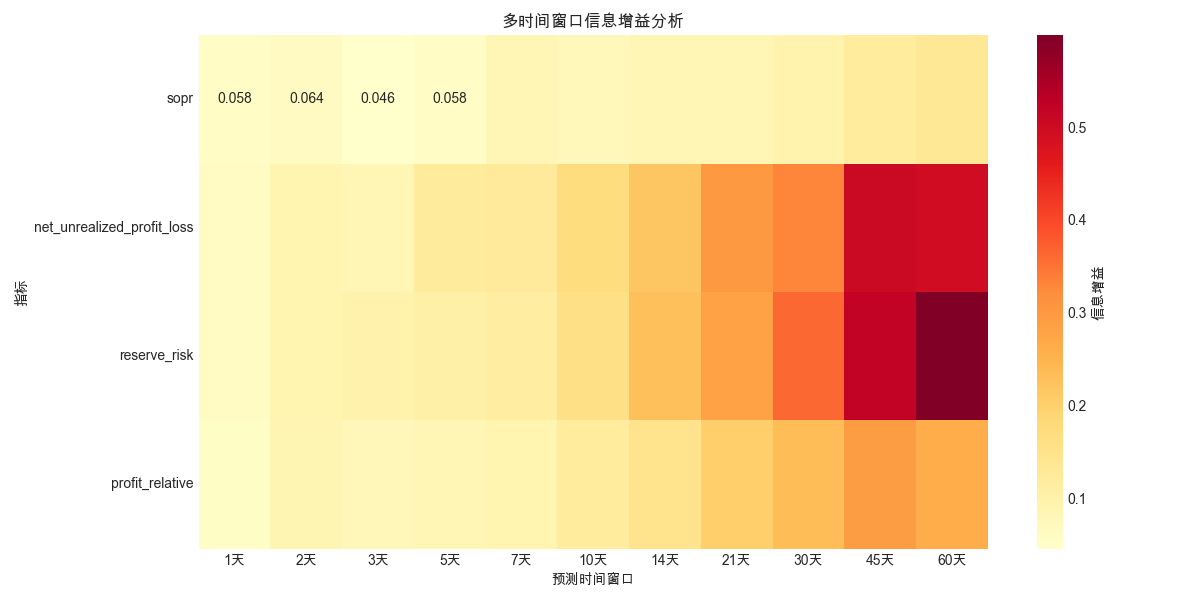 多时间窗口信息增益分析
sopr
0.058 0.064 0.046 0.058
net_unrealized_profit_loss
reserve_risk
profit_relative
指标
1天 2天 3天 5天 7天 10天 14天 21天 30天 45天 60天
预测时间窗口
0.5
0.4
0.3
0.2
0.1
信息增益